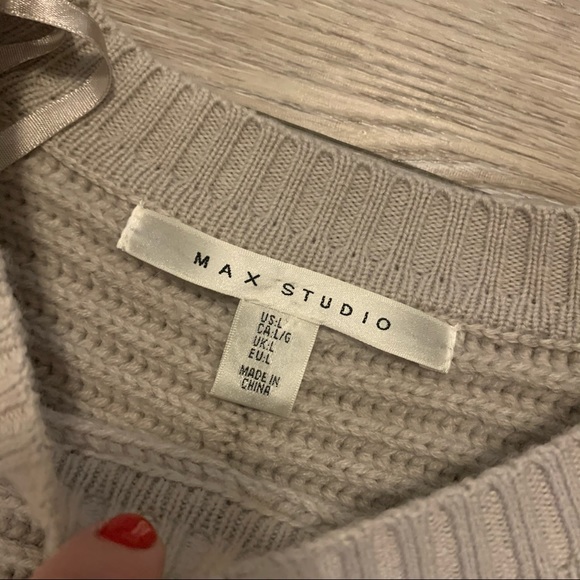 MAX STUDIO
US:L
CA:L/G
UK:L
EU:L
MADE IN
CHINA